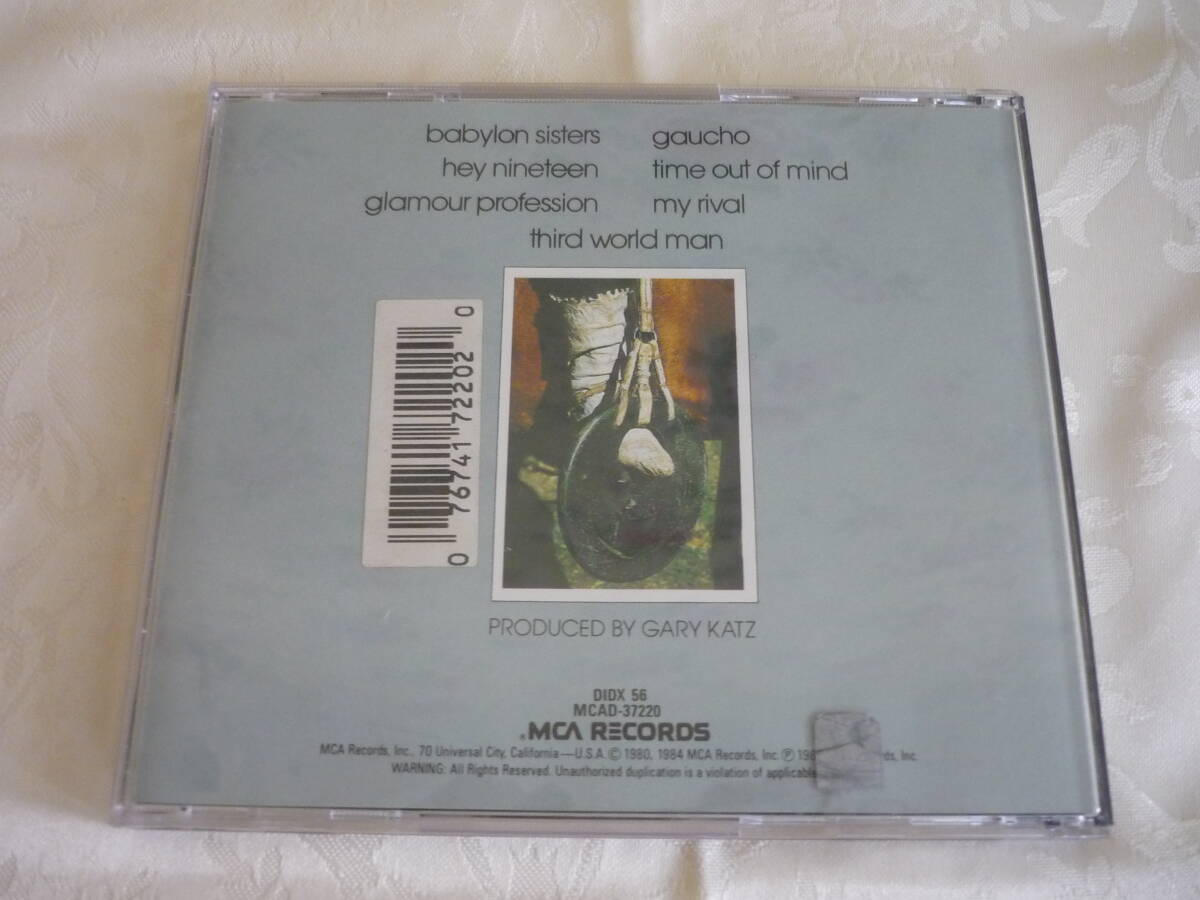 babylon sisters gaucho
hey nineteen time out of mind
glamour profession my rival
third world man
0 76741 72202 0
PRODUCED BY GARY KATZ
DIDX 56
MCAD-37220
MCA RECORDS
MCA Records, Inc., 70 Universal City, California—U.S.A. © 1980, 1984 MCA Records, Inc. ℗ Inc.
WARNING: All Rights Reserved. Unauthorized duplication is a violation of applicable